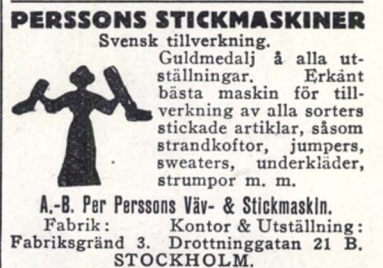 PERSSONS STICKMASKINER
Svensk tillverkning.
Guldmedalj å alla ut-
ställningar. Erkänt
bästa maskin för till-
verkning av alla sorters
stickade artiklar, såsom
strandkoftor, jumpers,
sweaters, underkläder,
strumpor m. m.
A.-B. Per Perssons Väv- & Stickmaskin.
Fabrik: Kontor & Utställning:
Fabriksgränd 3. Drottninggatan 21 B.
STOCKHOLM.